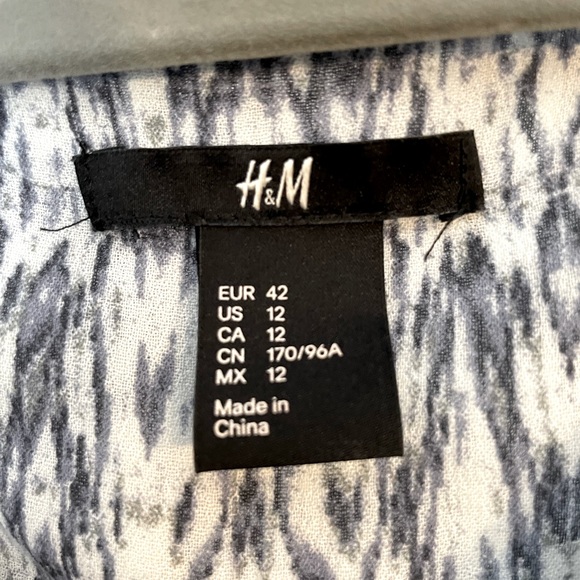 H&M
EUR 42
US 12
CA 12
CN 170/96A
MX 12
Made in
China